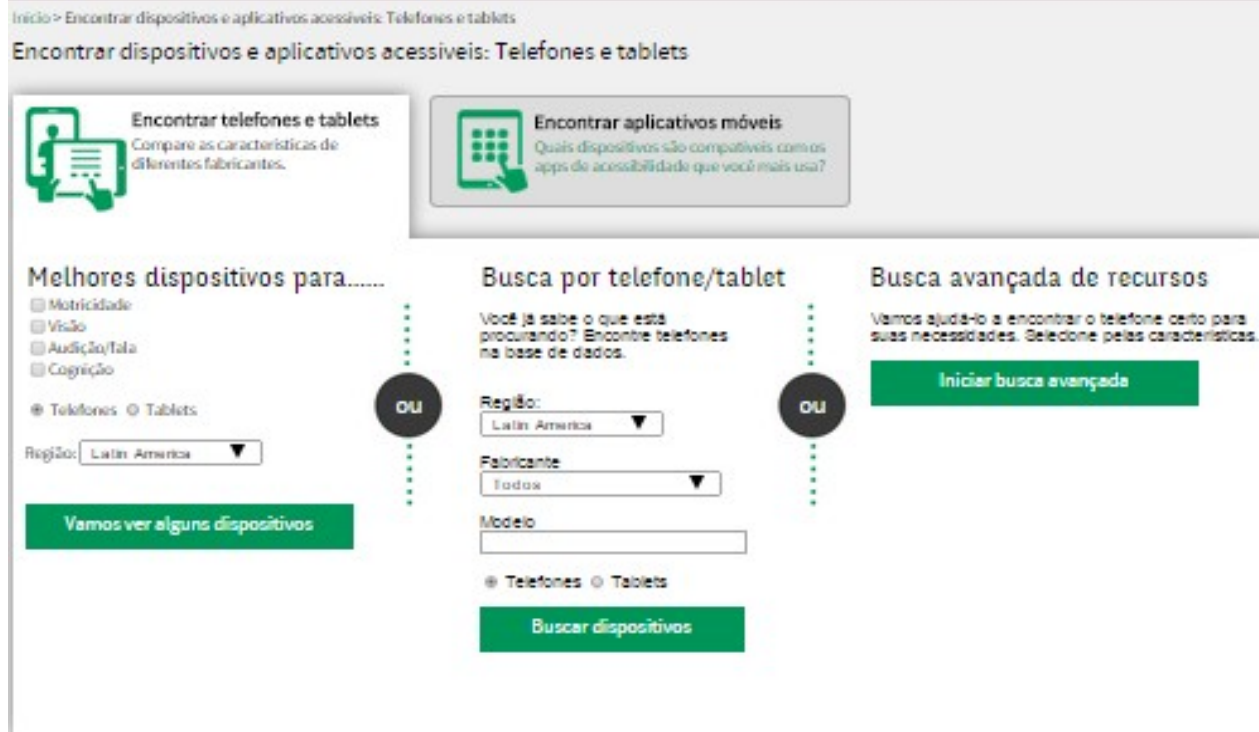 Início > Encontrar dispositivos e aplicativos acessíveis: Telefones e tablets
Encontrar dispositivos e aplicativos acessíveis: Telefones e tablets
Encontrar telefones e tablets
Compare as características de
diferentes fabricantes.
Encontrar aplicativos móveis
Quais dispositivos são compatíveis com os
apps de acessibilidade que você mais usa?
Melhores dispositivos para......
Motricidade
Visão
Audição/fala
Cognição
Telefones Tablets
Região: Latin America
Vamos ver alguns dispositivos
ou
Busca por telefone/tablet
Você já sabe o que está
procurando? Encontre telefones
na base de dados.
Região:
Latin America
Fabricante
Todos
Modelo
Telefones Tablets
Buscar dispositivos
ou
Busca avançada de recursos
Vamos ajudá-lo a encontrar o telefone certo para
suas necessidades. Selecione pelas características.
Iniciar busca avançada